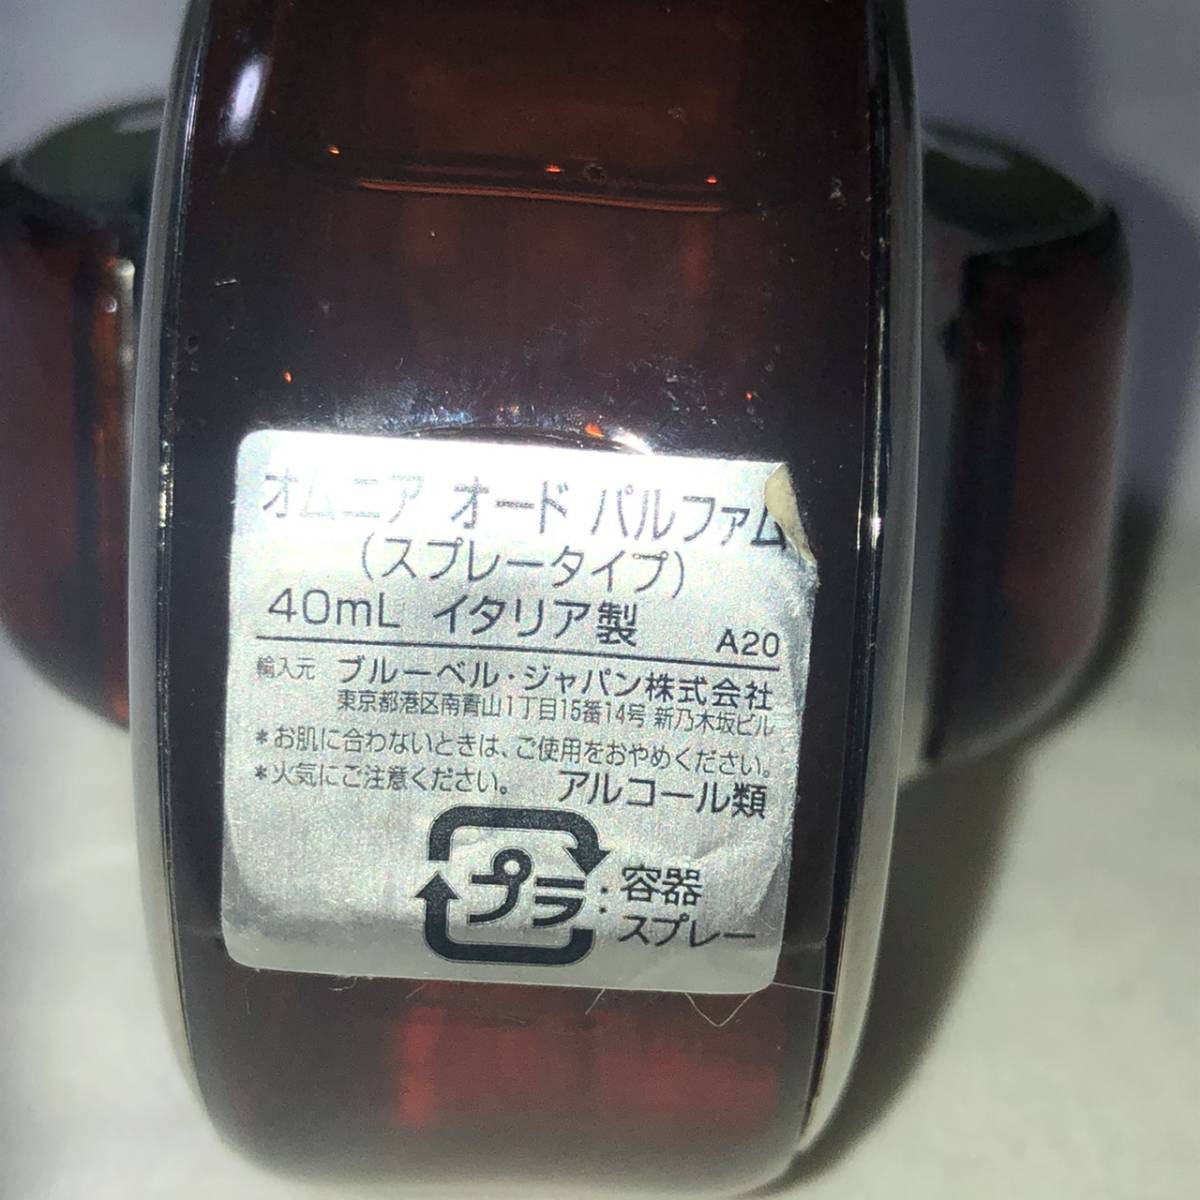 オムニア オード パルファム
(スプレータイプ)
40mL イタリア製 A20
輸入元 ブルーベル・ジャパン株式会社
東京都港区南青山1丁目15番14号 新乃木坂ビル
*お肌に合わないときは、ご使用をおやめください。
*火気にご注意ください。 アルコール類
プラ : 容器
スプレー